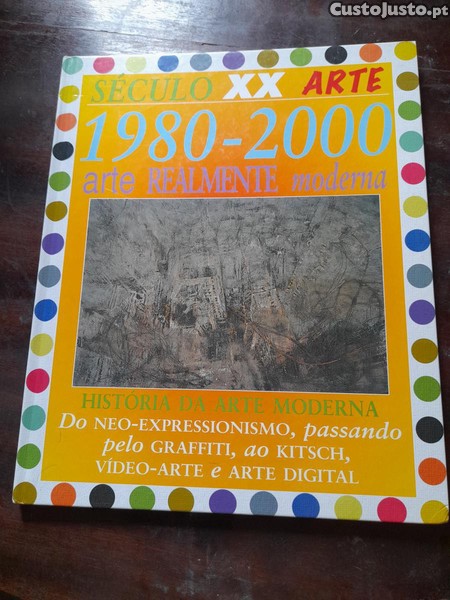 CustoJusto.pt
SÉCULO XX ARTE
1980-2000
arte REALMENTE moderna
HISTÓRIA DA ARTE MODERNA
Do NEO-EXPRESSIONISMO, passando
pelo GRAFFITI, ao KITSCH,
VÍDEO-ARTE e ARTE DIGITAL